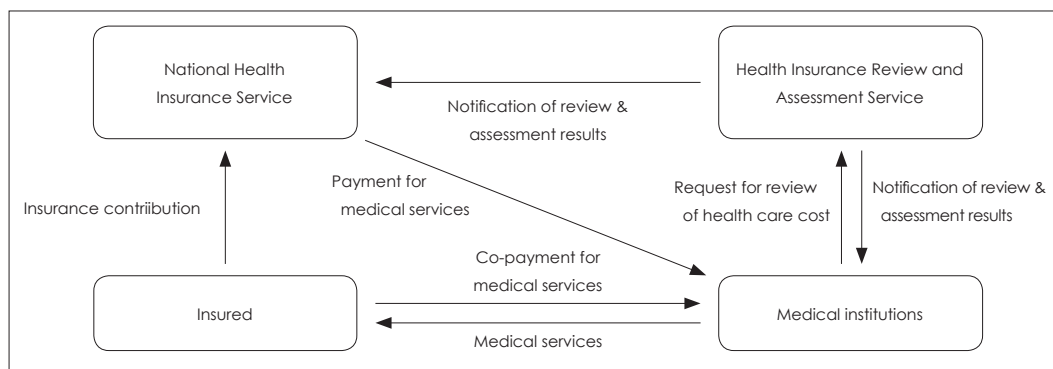 National Health
Insurance Service
Health Insurance Review and
Assessment Service
Notification of review &
assessment results
Payment for
medical services
Insurance contriibution
Request for review
of health care cost
Notification of review &
assessment results
Co-payment for
medical services
Insured
Medical institutions
Medical services